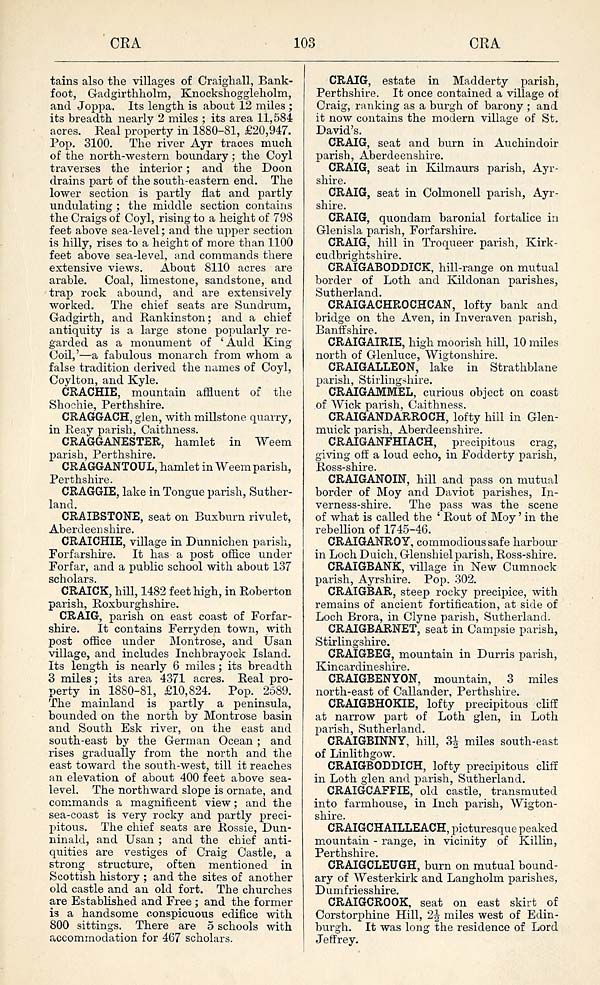 CRA 103 CRA
tains also the villages of Craighall, Bank-
foot, Gadgirthholm, Knockshoggleholm,
and Joppa. Its length is about 12 miles ;
its breadth nearly 2 miles ; its area 11,584
acres. Real property in 1880-81, £20,947.
Pop. 3100. The river Ayr traces much
of the north-western boundary ; the Coyl
traverses the interior ; and the Doon
drains part of the south-eastern end. The
lower section is partly flat and partly
undulating ; the middle section contains
the Craigs of Coyl, rising to a height of 798
feet above sea-level; and the upper section
is hilly, rises to a height of more than 1100
feet above sea-level, and commands there
extensive views. About 8110 acres are
arable. Coal, limestone, sandstone, and
trap rock abound, and are extensively
worked. The chief seats are Sundrum,
Gadgirth, and Rankinston; and a chief
antiquity is a large stone popularly re-
garded as a monument of ‘Auld King
Coil,’—a fabulous monarch from whom a
false tradition derived the names of Coyl,
Coylton, and Kyle.
CRACHIE, mountain affluent of the
Shochie, Perthshire.
CRAGGACH, glen, with millstone quarry,
in Reay parish, Caithness.
CRAGGANESTER, hamlet in Weem
parish, Perthshire.
CRAGGANTOUL, hamlet in Weem parish,
Perthshire.
CRAGGIE, lake in Tongue parish, Suther-
land.
CRAIBSTONE, seat on Buxburn rivulet,
Aberdeenshire.
CRAICHIE, village in Dunnichen parish,
Forfarshire. It has a post office under
Forfar, and a public school with about 137
scholars.
CRAICK, hill, 1482 feet high, in Roberton
parish, Roxburghshire.
CRAIG, parish on east coast of Forfar-
shire. It contains Ferryden town, with
post office under Montrose, and Usan
village, and includes Inchbrayock Island.
Its length is nearly 6 miles ; its breadth
3 miles ; its area 4371 acres. Real pro-
perty in 1880-81, £10,824. Pop. 2589.
The mainland is partly a peninsula,
bounded on the north by Montrose basin
and South Esk river, on the east and
south-east by the German Ocean ; and
rises gradually from the north and the
east toward the south-west, till it reaches
an elevation of about 400 feet above sea-
level. The northward slope is ornate, and
commands a magnificent view ; and the
sea-coast is very rocky and partly preci-
pitous. The chief seats are Rossie, Dun-
ninald, and Usan ; and the chief anti-
quities are vestiges of Craig Castle, a
strong structure, often mentioned in
Scottish history ; and the sites of another
old castle and an old fort. The churches
are Established and Free ; and the former
is a handsome conspicuous edifice with
800 sittings. There are 5 schools with
accommodation for 467 scholars.
CRAIG, estate in Madderty parish,
Perthshire. It once contained a village of
Craig, ranking as a burgh of barony ; and
it now contains the modern village of St.
David's.
CRAIG, seat and burn in Auchindoir
parish, Aberdeenshire.
CRAIG, seat in Kilmaurs parish, Ayr-
shire.
CRAIG, seat in Colmonell parish, Ayr-
shire.
CRAIG, quondam baronial fortalice in
Glenisla parish, Forfarshire.
CRAIG, hill in Troqueer parish, Kirk-
cudbrightshire.
CRAIGABODDICK, hill-range on mutual
border of Loth and Kildonan parishes,
Sutherland.
CRAIGACHROCHCAN, lofty bank and
bridge on the Aven, in Inveraven parish,
Banffshire.
CRAIGAIRIE, high moorish hill, 10 miles
north of Glenluce, Wigtonshire.
CRAIGALLEON, lake in Strathblane
parish, Stirlingshire.
CRAIGAMMEL, curious object on coast
of Wick parish, Caithness.
CRAIGANDARROCH, lofty hill in Glen-
muick parish, Aberdeenshire.
CRAIGANFHIACH, precipitous crag,
giving off a loud echo, in Fodderty parish,
Ross-shire.
CRAIGANOIN, hill and pass on mutual
border of Moy and Daviot parishes, In-
verness-shire. The pass was the scene
of what is called the ‘ Rout of Moy’ in the
rebellion of 1745-46.
CRAIGANROY, commodious safe harbour
in Loch Duich, Glenshiel parish, Ross-shire.
CRAIGBANK, village in New Cumnock
parish, Ayrshire. Pop. 302.
CRAIGBAR, steep rocky precipice, with
remains of ancient fortification, at side of
Loch Brora, in Clyne parish, Sutherland.
CRAIGBARNET, seat in Campsie parish,
Stirlingshire.
CRAIGBEG, mountain in Durris parish,
Kincardineshire.
CRAIGBENYON, mountain, 3 miles
north-east of Callander, Perthshire.
CRAIGBHOKIE, lofty precipitous cliff
at narrow part of Loth glen, in Loth
parish, Sutherland.
CRAIGBINNY, hill, 3½ miles south-east
of Linlithgow.
CRAIGBODDICH, lofty precipitous cliff
in Loth glen and parish, Sutherland.
CRAIGCAFFIE, old castle, transmuted
into farmhouse, in Inch parish, Wigton-
shire.
CRAIGCHAILLEACH, picturesque peaked
mountain - range, in vicinity of Killin,
Perthshire.
CRAIGCLEUGH, burn on mutual bound-
ary of Westerkirk and Langholm parishes,
Dumfriesshire.
CRAIGCROOK, seat on east skirt of
Corstorphine Hill, 2½ miles west of Edin-
burgh. It was long the residence of Lord
Jeffrey.